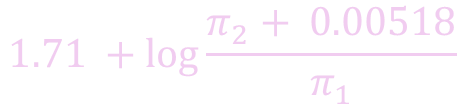 1.71 + log (π₂ + 0.00518) / π₁